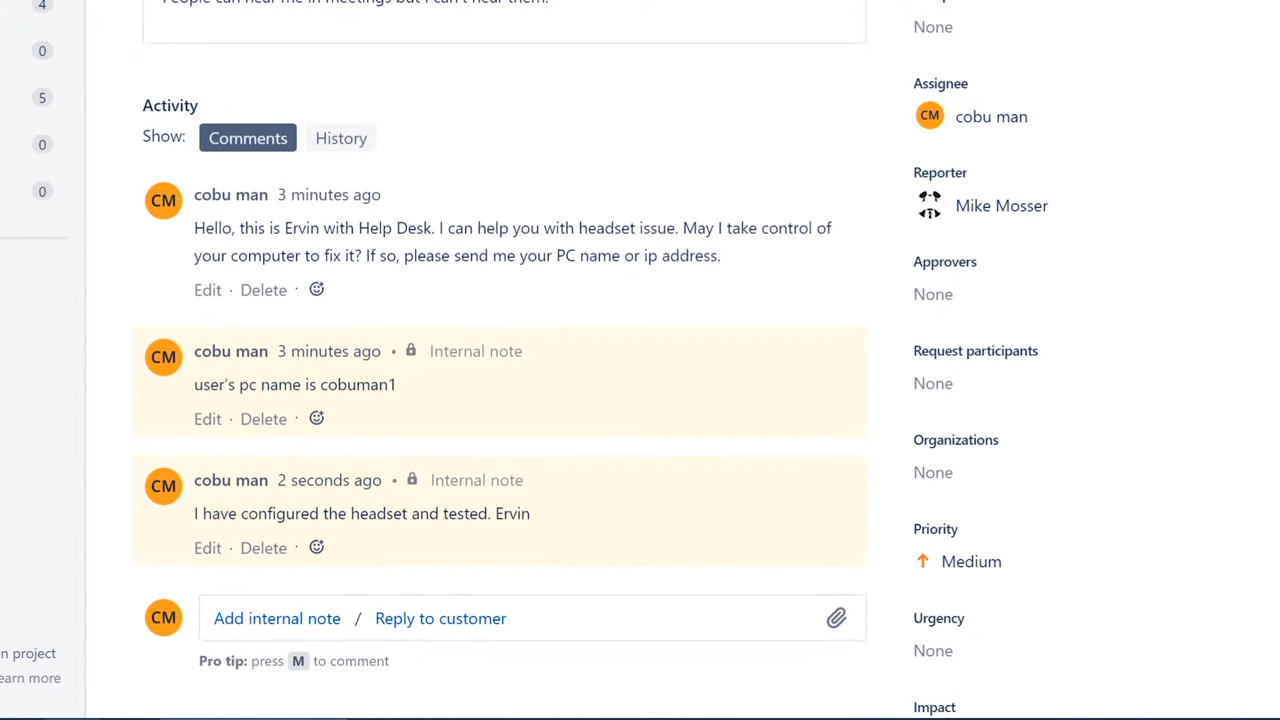 4
0
5
0
0
n project
earn more
People can hear me in meetings but I can't hear them.
Activity
Show: Comments History
CM cobu man 3 minutes ago
Hello, this is Ervin with Help Desk. I can help you with headset issue. May I take control of
your computer to fix it? If so, please send me your PC name or ip address.
Edit · Delete ·
CM cobu man 3 minutes ago • Internal note
user's pc name is cobuman1
Edit · Delete ·
CM cobu man 2 seconds ago • Internal note
I have configured the headset and tested. Ervin
Edit · Delete ·
CM Add internal note / Reply to customer
Pro tip: press M to comment
None
Assignee
CM cobu man
Reporter
Mike Mosser
Approvers
None
Request participants
None
Organizations
None
Priority
Medium
Urgency
None
Impact